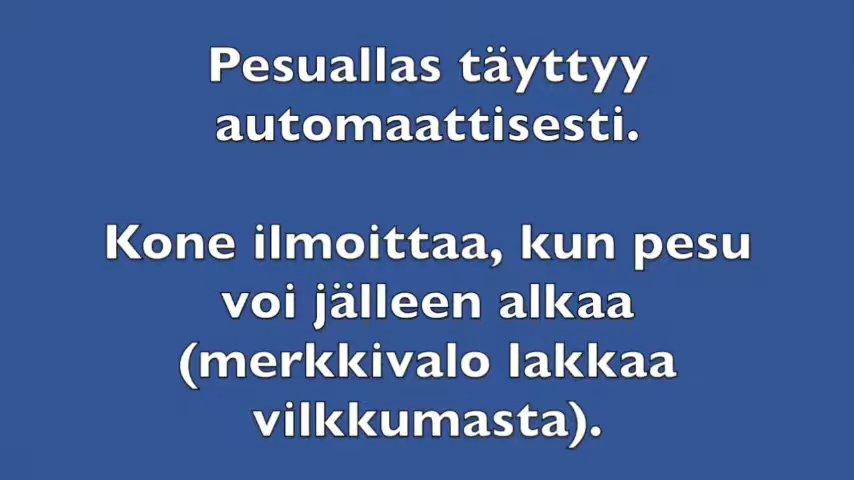 Pesuallas täyttyy
automaattisesti.
Kone ilmoittaa, kun pesu
voi jälleen alkaa
(merkkivalo lakkaa
vilkkumasta).